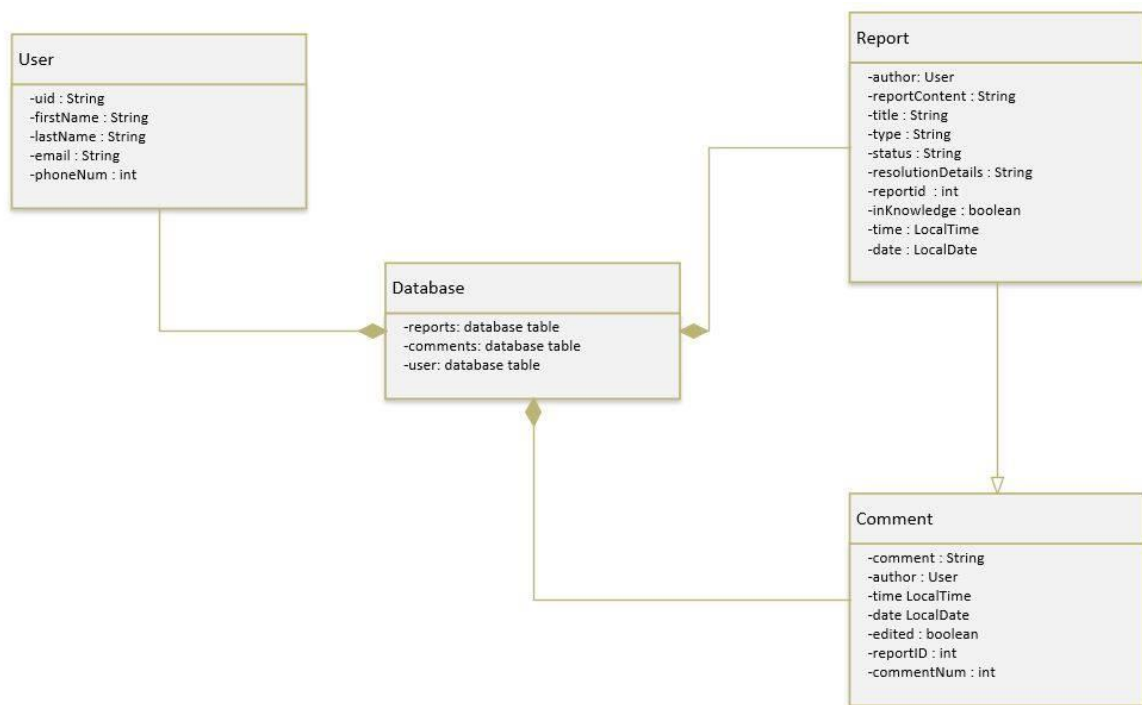 User
-uid : String
-firstName : String
-lastName : String
-email : String
-phoneNum : int
Report
-author: User
-reportContent : String
-title : String
-type : String
-status : String
-resolutionDetails : String
-reportid : int
-inKnowledge : boolean
-time : LocalTime
-date : LocalDate
Database
-reports: database table
-comments: database table
-user: database table
Comment
-comment : String
-author : User
-time LocalTime
-date LocalDate
-edited : boolean
-reportID : int
-commentNum : int